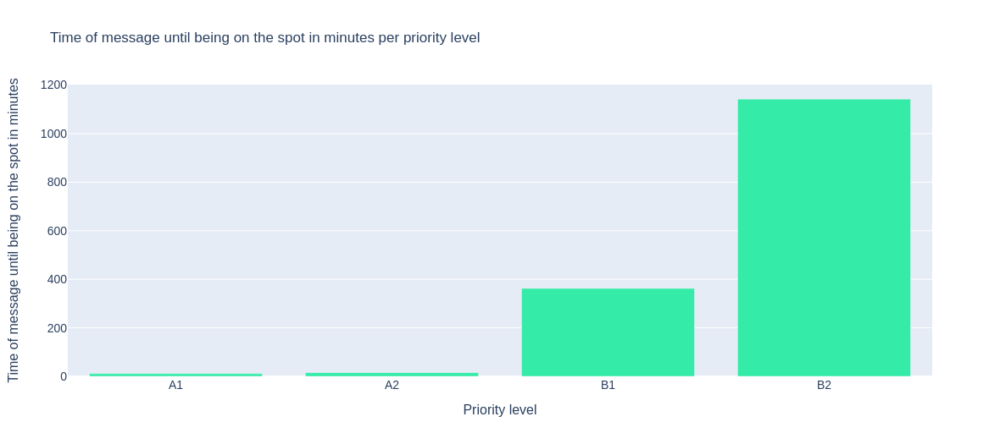 Time of message until being on the spot in minutes per priority level
Time of message until being on the spot in minutes
1200
1000
800
600
400
200
0
A1
A2
B1
B2
Priority level